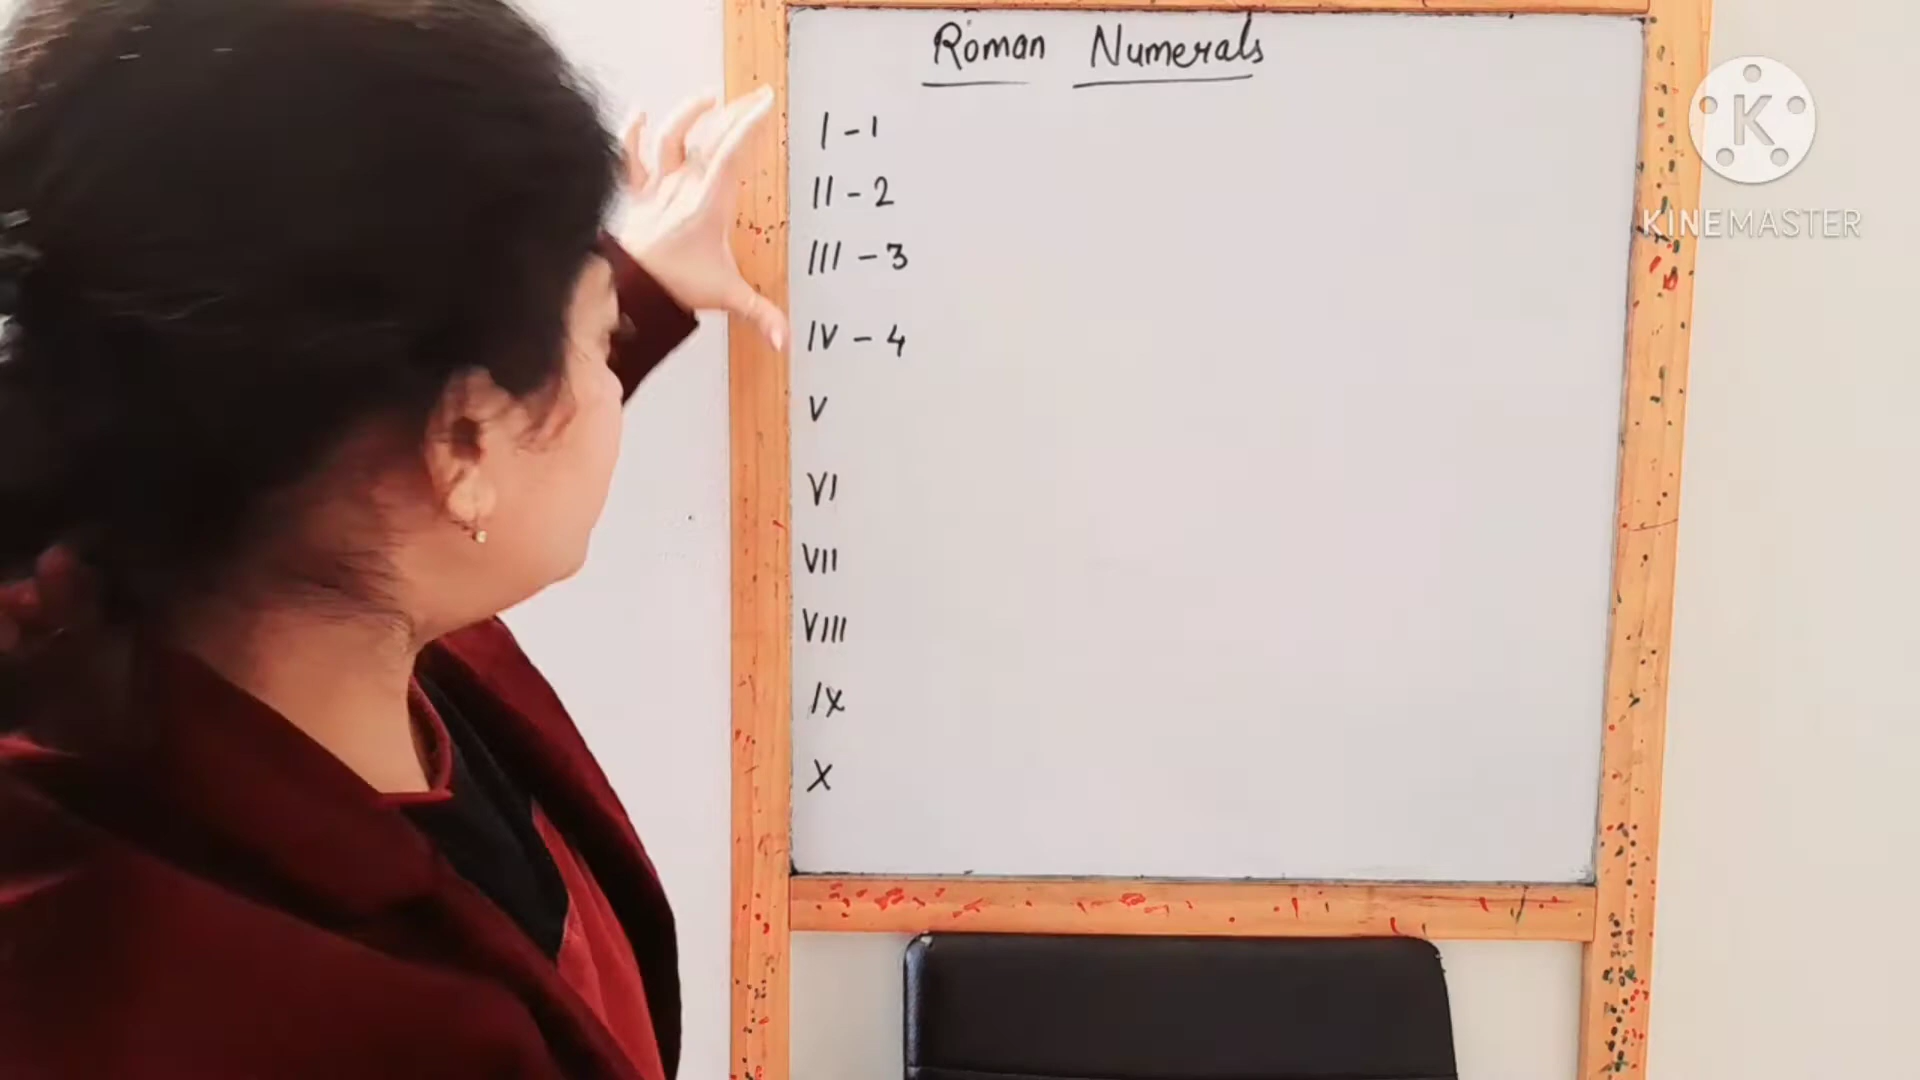 Roman Numerals
I - 1
II - 2
III - 3
IV - 4
V
VI
VII
VIII
IX
X
K
KINEMASTER